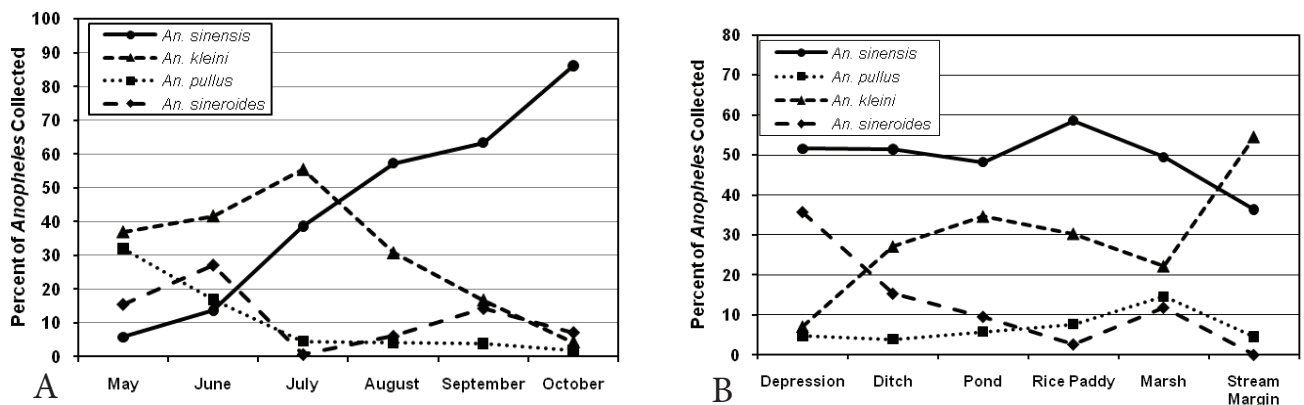 Percent of Anopheles Collected
100
90
80
70
60
50
40
30
20
10
0
An. sinensis
An. kleini
An. pullus
An. sineroides
May June July August September October
A
Percent of Anopheles Collected
80
70
60
50
40
30
20
10
0
An. sinensis
An. pullus
An. kleini
An. sineroides
Depression Ditch Pond Rice Paddy Marsh Stream
Margin
B